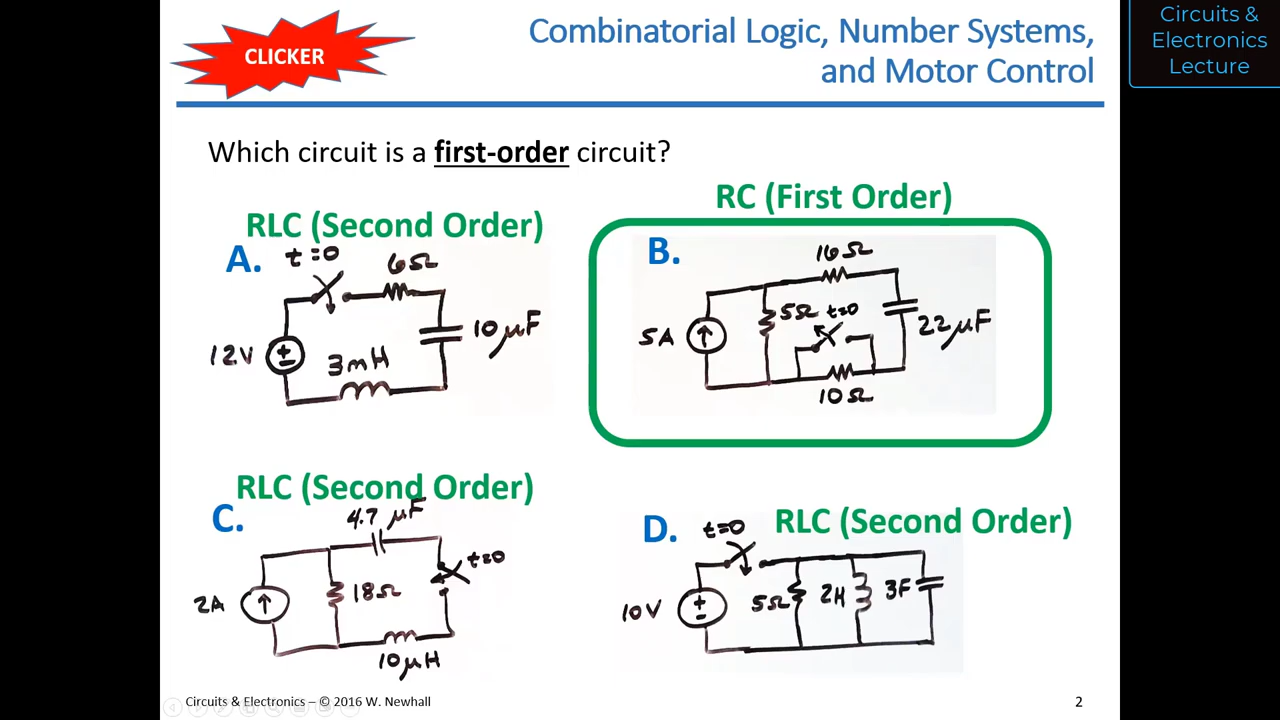 CLICKER
Combinatorial Logic, Number Systems,
and Motor Control
Circuits &
Electronics
Lecture
Which circuit is a first-order circuit?
RLC (Second Order)
A.
t=0
6Ω
10μF
12V
3mH
RC (First Order)
B.
16Ω
5Ω
t=0
5A
22μF
10Ω
RLC (Second Order)
C.
4.7 μF
t=0
2A
18Ω
10μH
D.
t=0
RLC (Second Order)
10V
5Ω
2H
3F
Circuits & Electronics – © 2016 W. Newhall
2